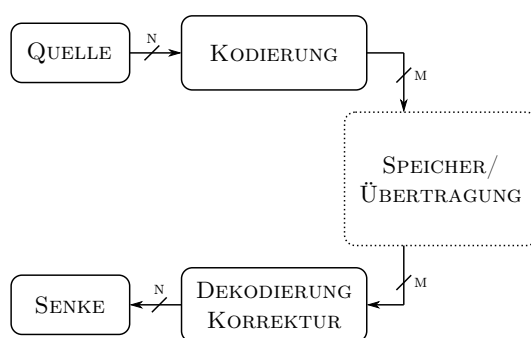 QUELLE
N
KODIERUNG
M
SPEICHER/
ÜBERTRAGUNG
M
DEKODIERUNG
KORREKTUR
N
SENKE